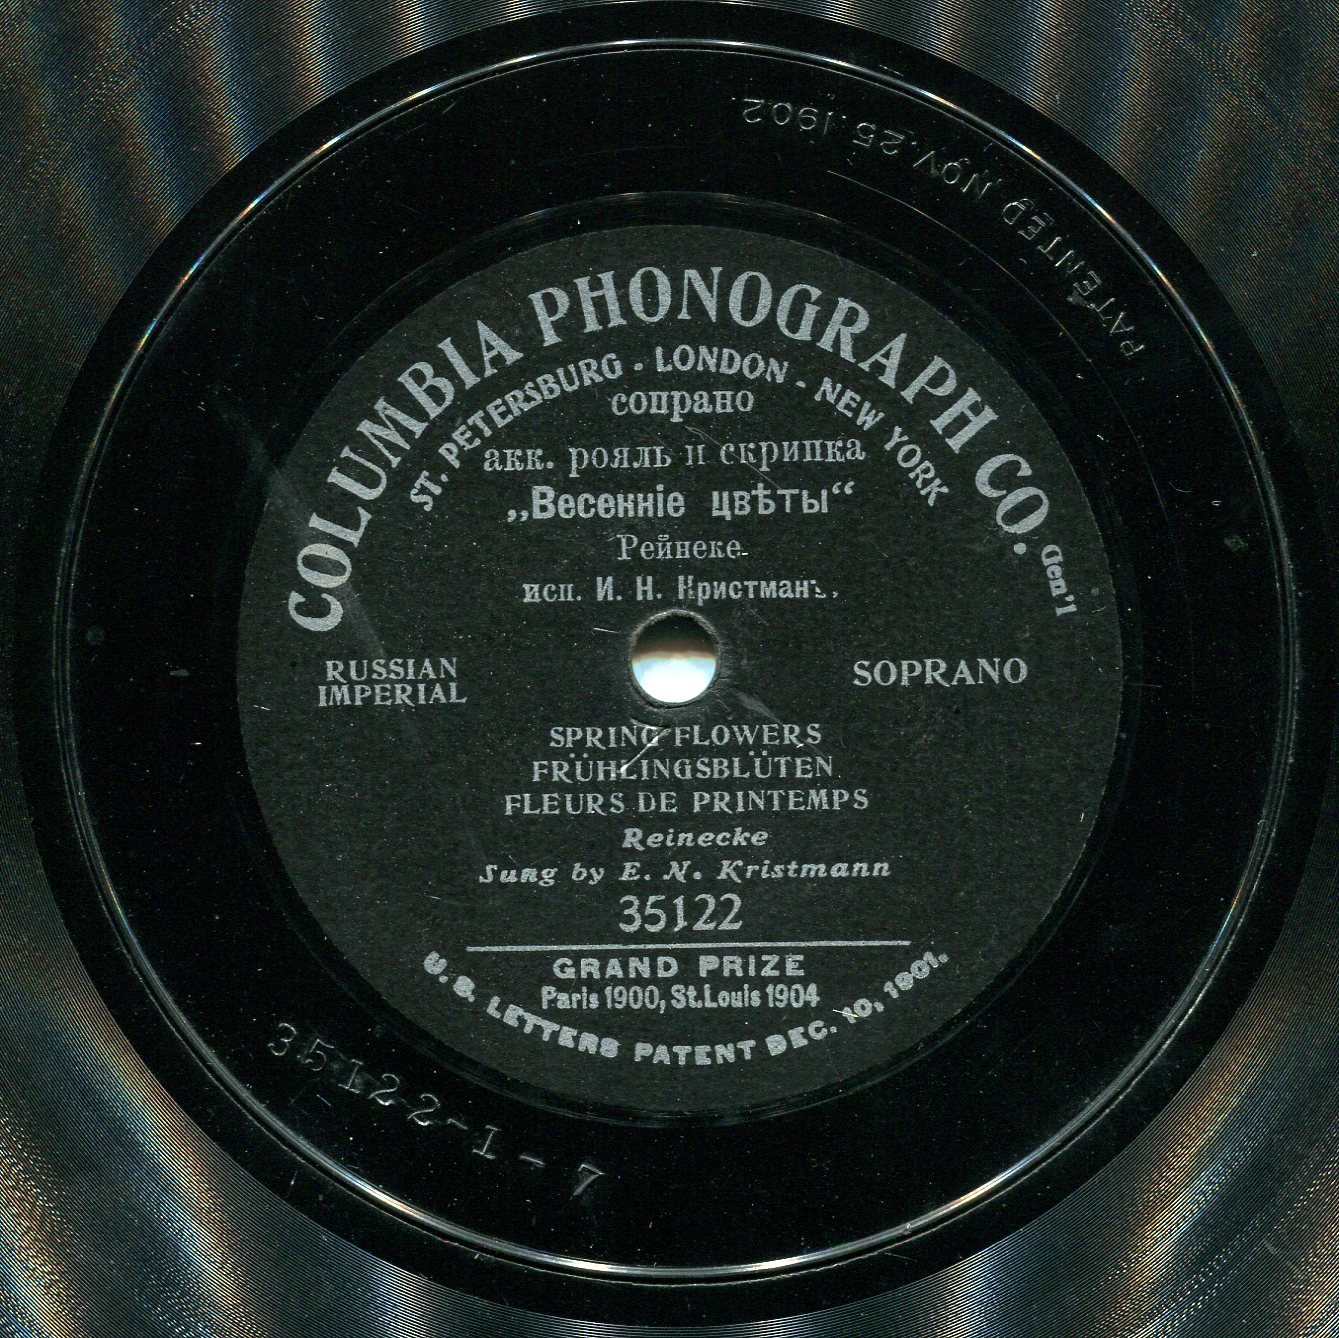 PATENTED NOV.25.1902
COLUMBIA PHONOGRAPH CO. Gen'l
ST. PETERSBURG · LONDON - NEW YORK
сопрано
акк. рояль и скрипка
„Весеннiе цвѣты“
Рейнеке-
исп. И. Н. Кристманъ.
RUSSIAN
IMPERIAL
SOPRANO
SPRING FLOWERS
FRÜHLINGSBLÜTEN
FLEURS DE PRINTEMPS
Reinecke
Sung by E. N. Kristmann
35122
GRAND PRIZE
Paris 1900, St.Louis 1904
U.S. LETTERS PATENT DEC. 10, 1901.
35122-1-7